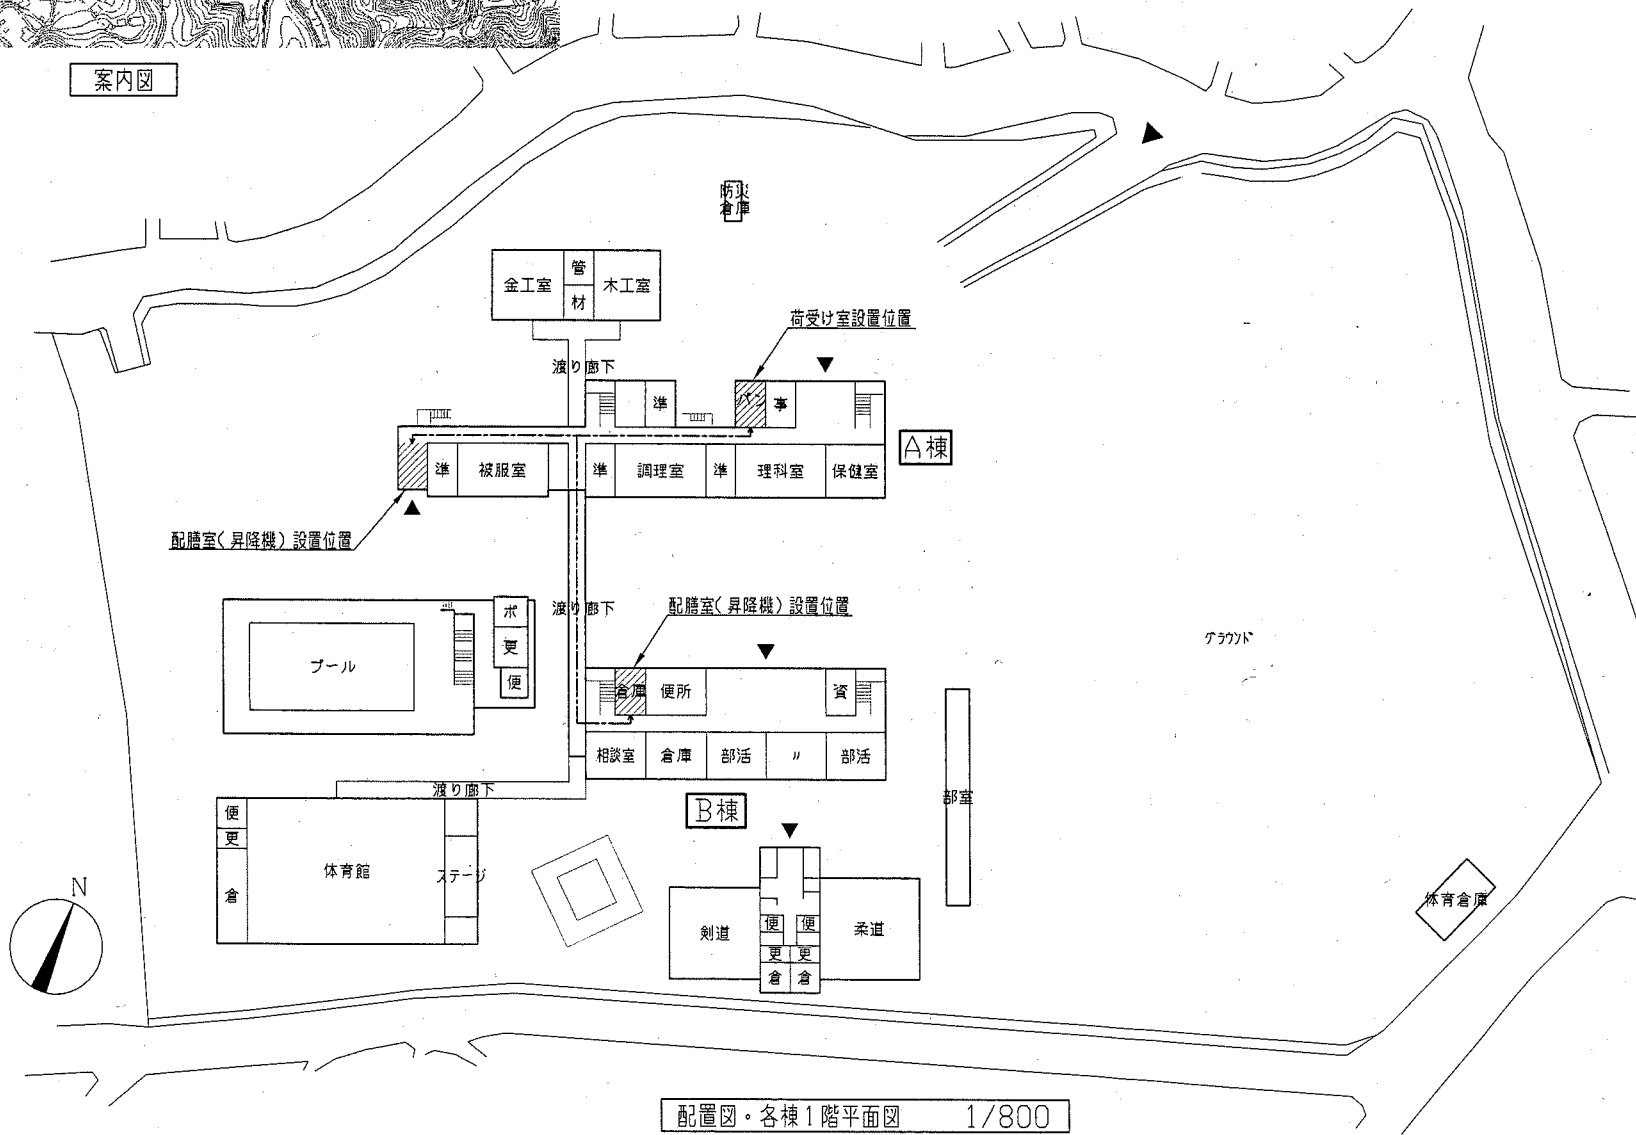 案内図
防災
倉庫
金工室
管
材
木工室
荷受け室設置位置
渡り廊下
準
パン
事
A棟
準
被服室
準
調理室
準
理科室
保健室
配膳室(昇降機)設置位置
ポ
更
便
プール
渡り廊下
配膳室(昇降機)設置位置
グラウンド
倉庫
便所
資
相談室
倉庫
部活
〃
部活
渡り廊下
B棟
部室
便
更
倉
体育館
ステージ
N
剣道
便
便
更
更
倉
倉
柔道
体育倉庫
配置図・各棟1階平面図 1/800